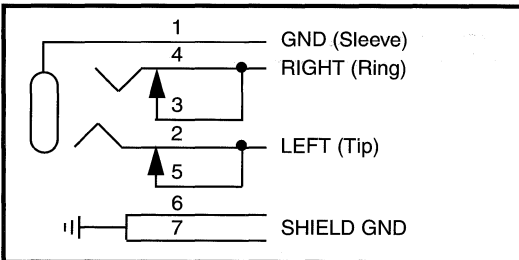 1 GND (Sleeve)
4 RIGHT (Ring)
3
2 LEFT (Tip)
5
6
7 SHIELD GND